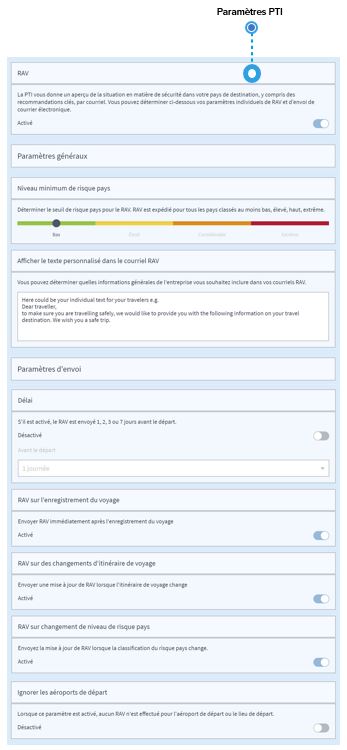 Paramètres PTI
RAV
La PTI vous donne un aperçu de la situation en matière de sécurité dans votre pays de destination, y compris des
recommandations clés, par courriel. Vous pouvez déterminer ci-dessous vos paramètres individuels de RAV et d'envoi de
courrier électronique.
Activé
Paramètres généraux
Niveau minimum de risque pays
Déterminer le seuil de risque pays pour le RAV. RAV est expédié pour tous les pays classés au moins bas, élevé, haut, extrême.
Bas
Élevé
Considérable
Extrême
Afficher le texte personnalisé dans le courriel RAV
Vous pouvez déterminer quelles informations générales de l'entreprise vous souhaitez inclure dans vos courriels RAV.
Here could be your individual text for your travelers e.g.
Dear traveller,
to make sure you are travelling safely, we would like to provide you with the following information on your travel
destination. We wish you a safe trip.
Paramètres d'envoi
Délai
S'il est activé, le RAV est envoyé 1, 2, 3 ou 7 jours avant le départ.
Désactivé
Avant le départ
1 journée
RAV sur l'enregistrement du voyage
Envoyer RAV immédiatement après l'enregistrement du voyage
Activé
RAV sur des changements d'itinéraire de voyage
Envoyer une mise à jour de RAV lorsque l'itinéraire de voyage change
Activé
RAV sur changement de niveau de risque pays
Envoyez la mise à jour de RAV lorsque la classification du risque pays change.
Activé
Ignorer les aéroports de départ
Lorsque ce paramètre est activé, aucun RAV n'est effectué pour l'aéroport de départ ou le lieu de départ.
Désactivé